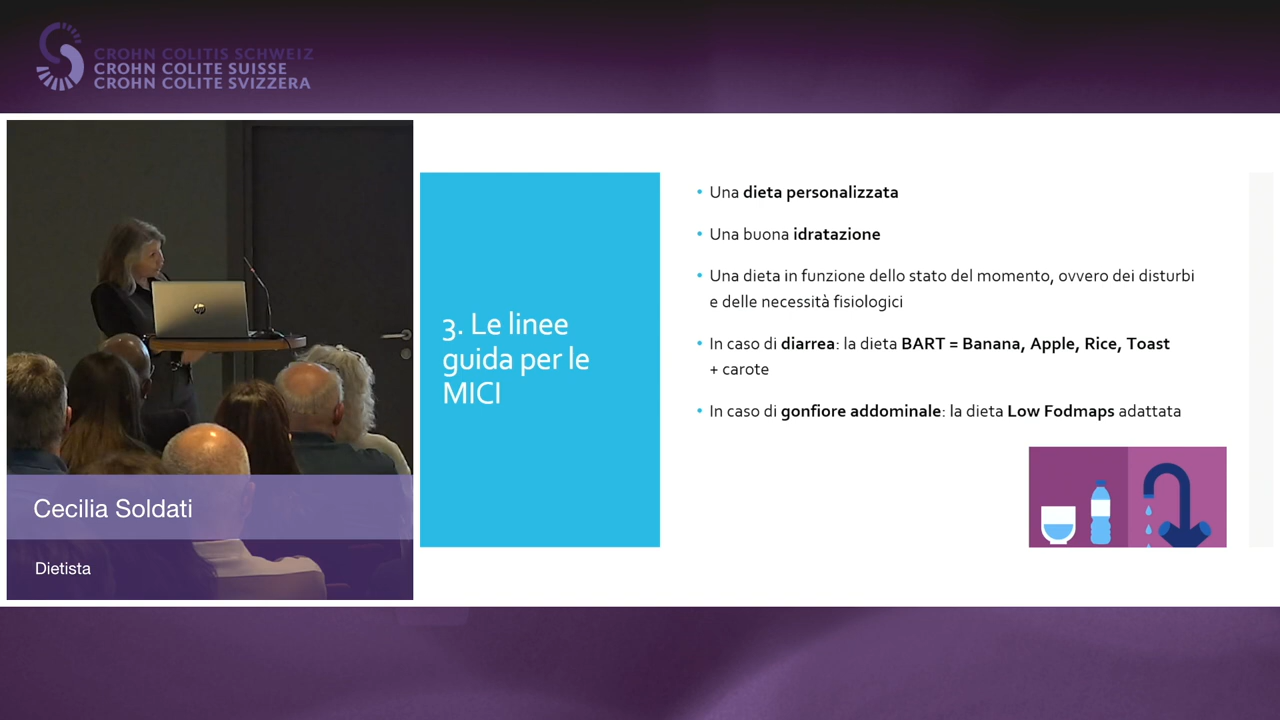 CROHN COLITIS SCHWEIZ
CROHN COLITE SUISSE
CROHN COLITE SVIZZERA
Cecilia Soldati
Dietista
3. Le linee
guida per le
MICI
• Una dieta personalizzata
• Una buona idratazione
• Una dieta in funzione dello stato del momento, ovvero dei disturbi
e delle necessità fisiologici
• In caso di diarrea: la dieta BART = Banana, Apple, Rice, Toast
+ carote
• In caso di gonfiore addominale: la dieta Low Fodmaps adattata
hp